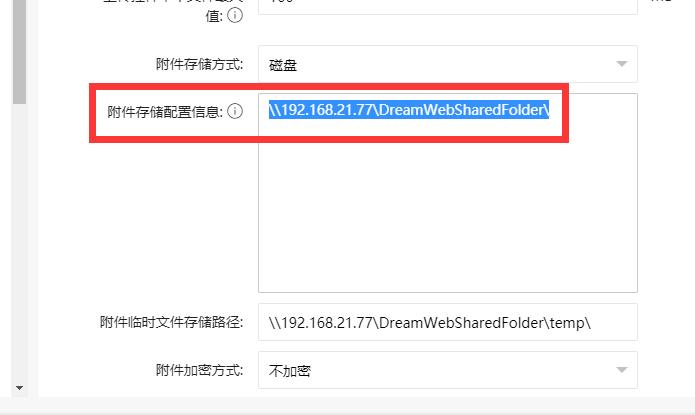 值:
附件存储方式:
磁盘
附件存储配置信息:
\\192.168.21.77\DreamWebSharedFolder\
附件临时文件存储路径:
\\192.168.21.77\DreamWebSharedFolder\temp\
附件加密方式:
不加密